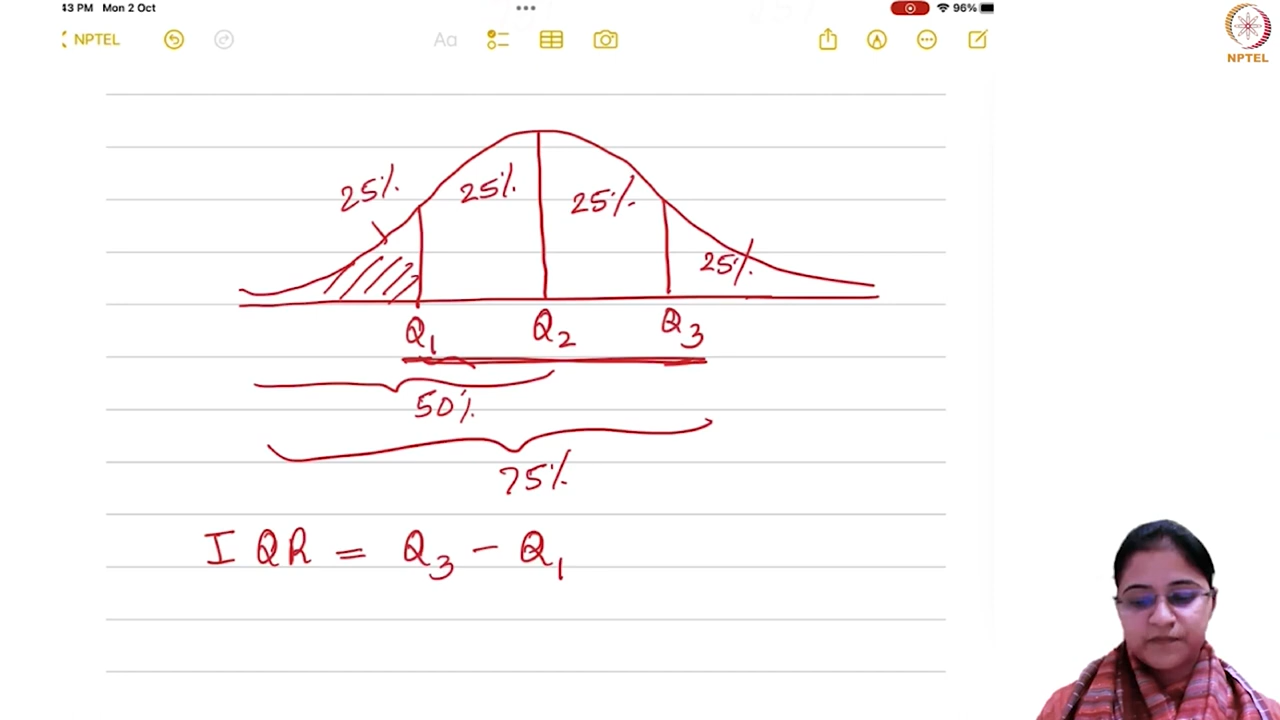 43 PM Mon 2 Oct
96%
NPTEL
Aa
NPTEL
25%
25%
25%
25%
Q1 Q2 Q3
50%
75%
IQR = Q3 - Q1